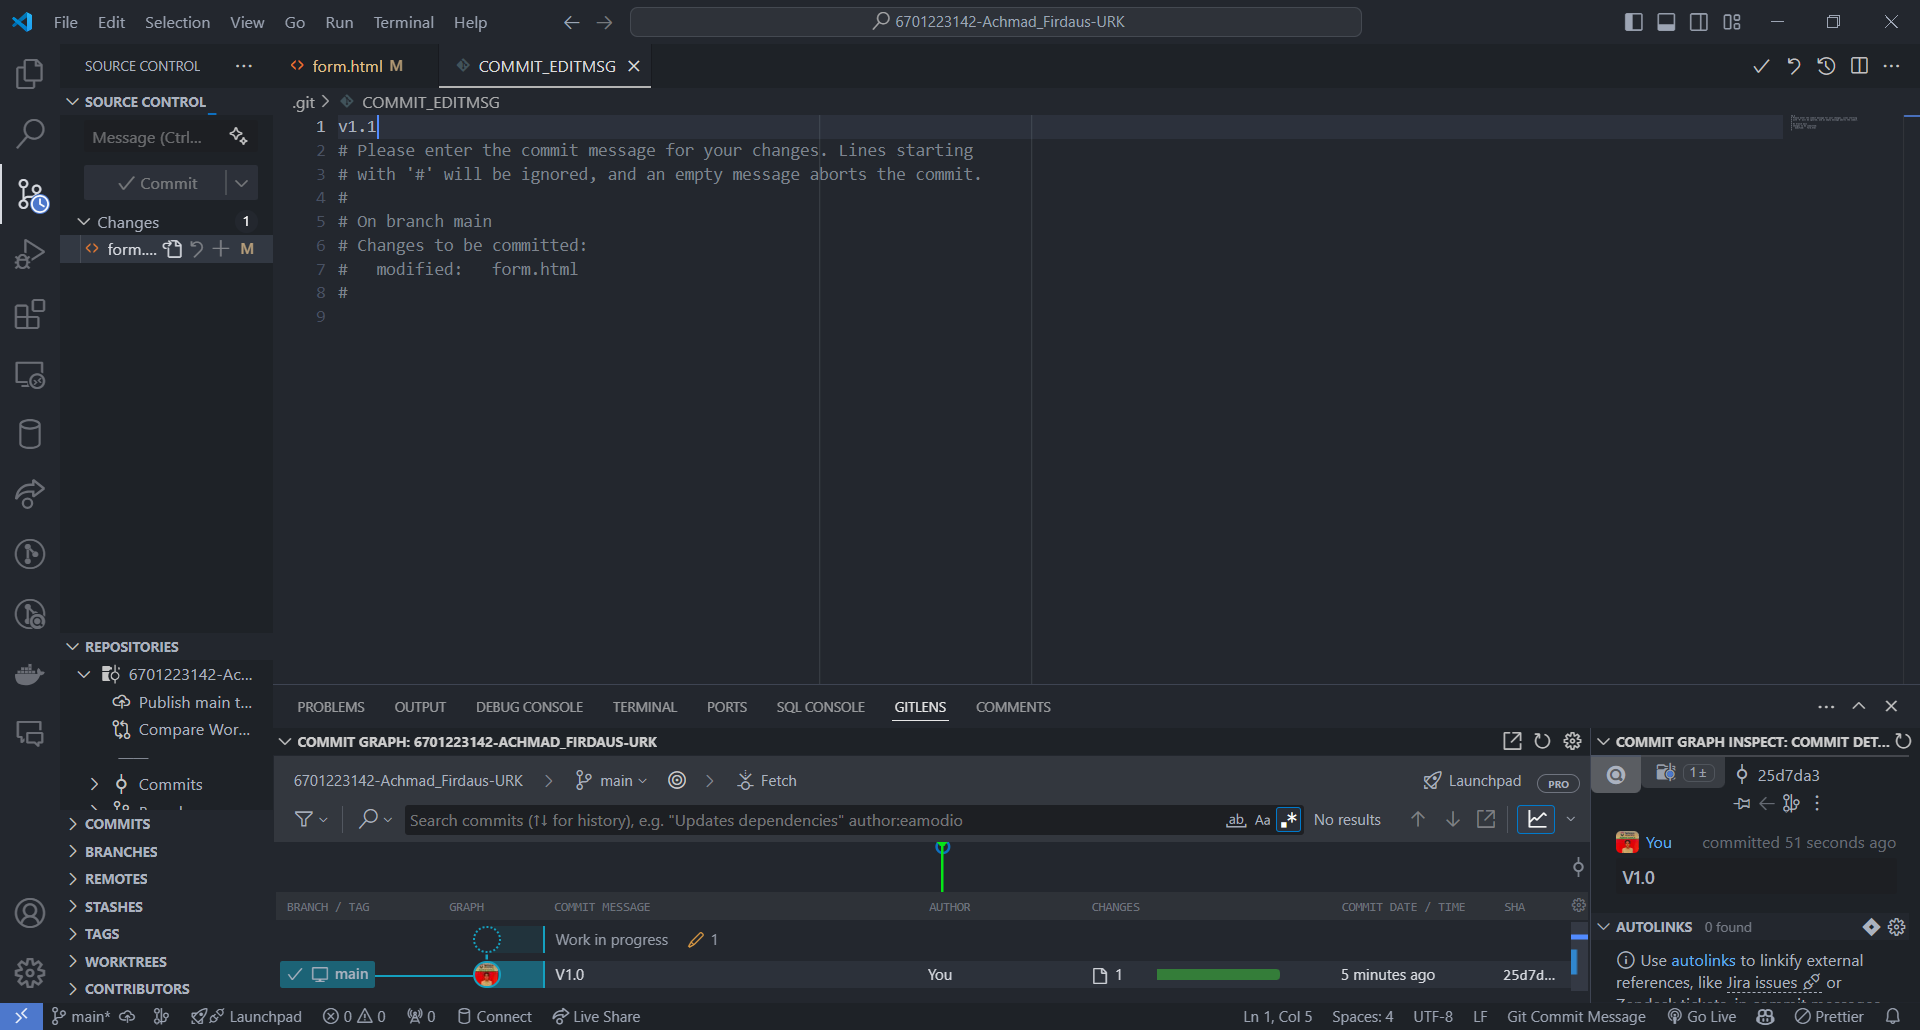 File Edit Selection View Go Run Terminal Help
6701223142-Achmad_Firdaus-URK
SOURCE CONTROL
form.html M
COMMIT_EDITMSG
SOURCE CONTROL
.git
COMMIT_EDITMSG
Message (Ctrl...
Commit
Changes 1
form.... M
1 v1.1
2 # Please enter the commit message for your changes. Lines starting
3 # with '#' will be ignored, and an empty message aborts the commit.
4 #
5 # On branch main
6 # Changes to be committed:
7 #   modified:   form.html
8 #
9
REPOSITORIES
6701223142-Ac...
Publish main t...
Compare Wor...
Commits
COMMITS
BRANCHES
REMOTES
STASHES
TAGS
WORKTREES
CONTRIBUTORS
PROBLEMS OUTPUT DEBUG CONSOLE TERMINAL PORTS SQL CONSOLE GITLENS COMMENTS
COMMIT GRAPH: 6701223142-ACHMAD_FIRDAUS-URK
6701223142-Achmad_Firdaus-URK main Fetch
Launchpad PRO
Search commits (↑↓ for history), e.g. "Updates dependencies" author:eamodio
ab Aa .* No results
BRANCH / TAG GRAPH COMMIT MESSAGE AUTHOR CHANGES COMMIT DATE / TIME SHA
Work in progress 1
main V1.0 You 1 5 minutes ago 25d7d...
COMMIT GRAPH INSPECT: COMMIT DET...
1± 25d7da3
You committed 51 seconds ago
V1.0
AUTOLINKS 0 found
Use autolinks to linkify external
references, like Jira issues or
main* Launchpad 0 0 0 Connect Live Share
Ln 1, Col 5 Spaces: 4 UTF-8 LF Git Commit Message Go Live Prettier